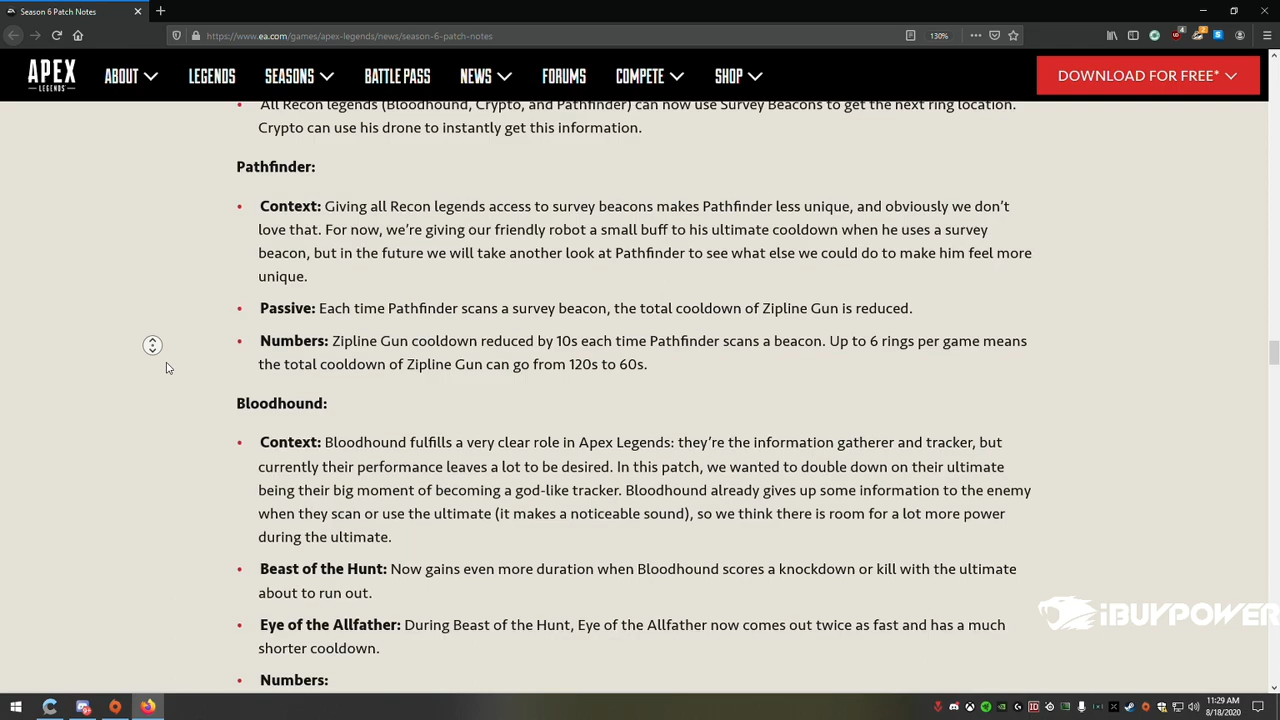 Season 6 Patch Notes
https://www.ea.com/games/apex-legends/news/season-6-patch-notes
130%
APEX
LEGENDS
ABOUT
LEGENDS
SEASONS
BATTLE PASS
NEWS
FORUMS
COMPETE
SHOP
DOWNLOAD FOR FREE*
• All Recon legends (Bloodhound, Crypto, and Pathfinder) can now use Survey Beacons to get the next ring location.
Crypto can use his drone to instantly get this information.
Pathfinder:
• Context: Giving all Recon legends access to survey beacons makes Pathfinder less unique, and obviously we don't
love that. For now, we're giving our friendly robot a small buff to his ultimate cooldown when he uses a survey
beacon, but in the future we will take another look at Pathfinder to see what else we could do to make him feel more
unique.
• Passive: Each time Pathfinder scans a survey beacon, the total cooldown of Zipline Gun is reduced.
• Numbers: Zipline Gun cooldown reduced by 10s each time Pathfinder scans a beacon. Up to 6 rings per game means
the total cooldown of Zipline Gun can go from 120s to 60s.
Bloodhound:
• Context: Bloodhound fulfills a very clear role in Apex Legends: they're the information gatherer and tracker, but
currently their performance leaves a lot to be desired. In this patch, we wanted to double down on their ultimate
being their big moment of becoming a god-like tracker. Bloodhound already gives up some information to the enemy
when they scan or use the ultimate (it makes a noticeable sound), so we think there is room for a lot more power
during the ultimate.
• Beast of the Hunt: Now gains even more duration when Bloodhound scores a knockdown or kill with the ultimate
about to run out.
• Eye of the Allfather: During Beast of the Hunt, Eye of the Allfather now comes out twice as fast and has a much
shorter cooldown.
• Numbers:
iBUYPOWER
11:29 AM
8/18/2020